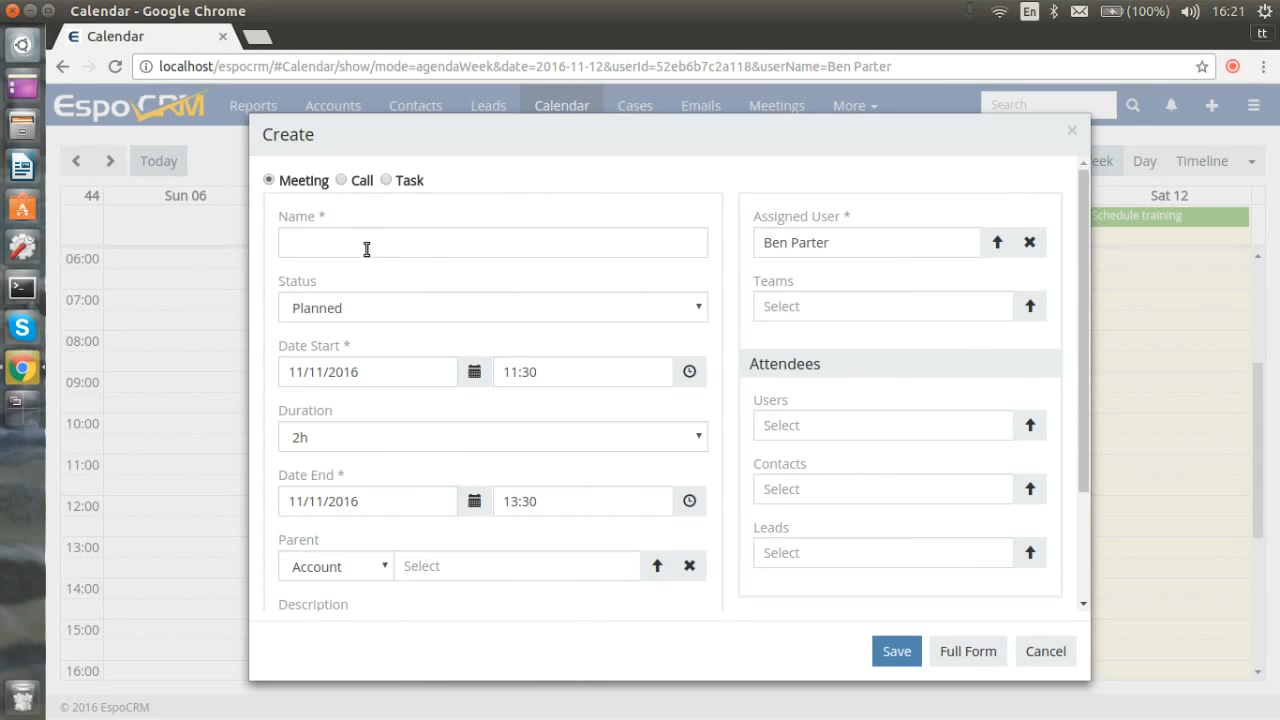 Calendar - Google Chrome
En
(100%)
16:21
Calendar
tt
localhost/espocrm/#Calendar/show/mode=agendaWeek&date=2016-11-12&userId=52eb6b7c2a118&userName=Ben Parter
EspoCRM
Reports Accounts Contacts Leads Calendar Cases Emails Meetings More
Search
Create
×
Today
eek Day Timeline
Meeting Call Task
44 Sun 06
Sat 12
Schedule training
Name *
Assigned User *
Ben Parter
Status
Teams
Planned
Select
Date Start *
Attendees
11/11/2016 11:30
Users
Duration
Select
2h
Contacts
Date End *
Select
11/11/2016 13:30
Leads
Parent
Select
Account Select
Description
06:00
07:00
08:00
09:00
10:00
11:00
12:00
13:00
14:00
15:00
16:00
Save Full Form Cancel
© 2016 EspoCRM